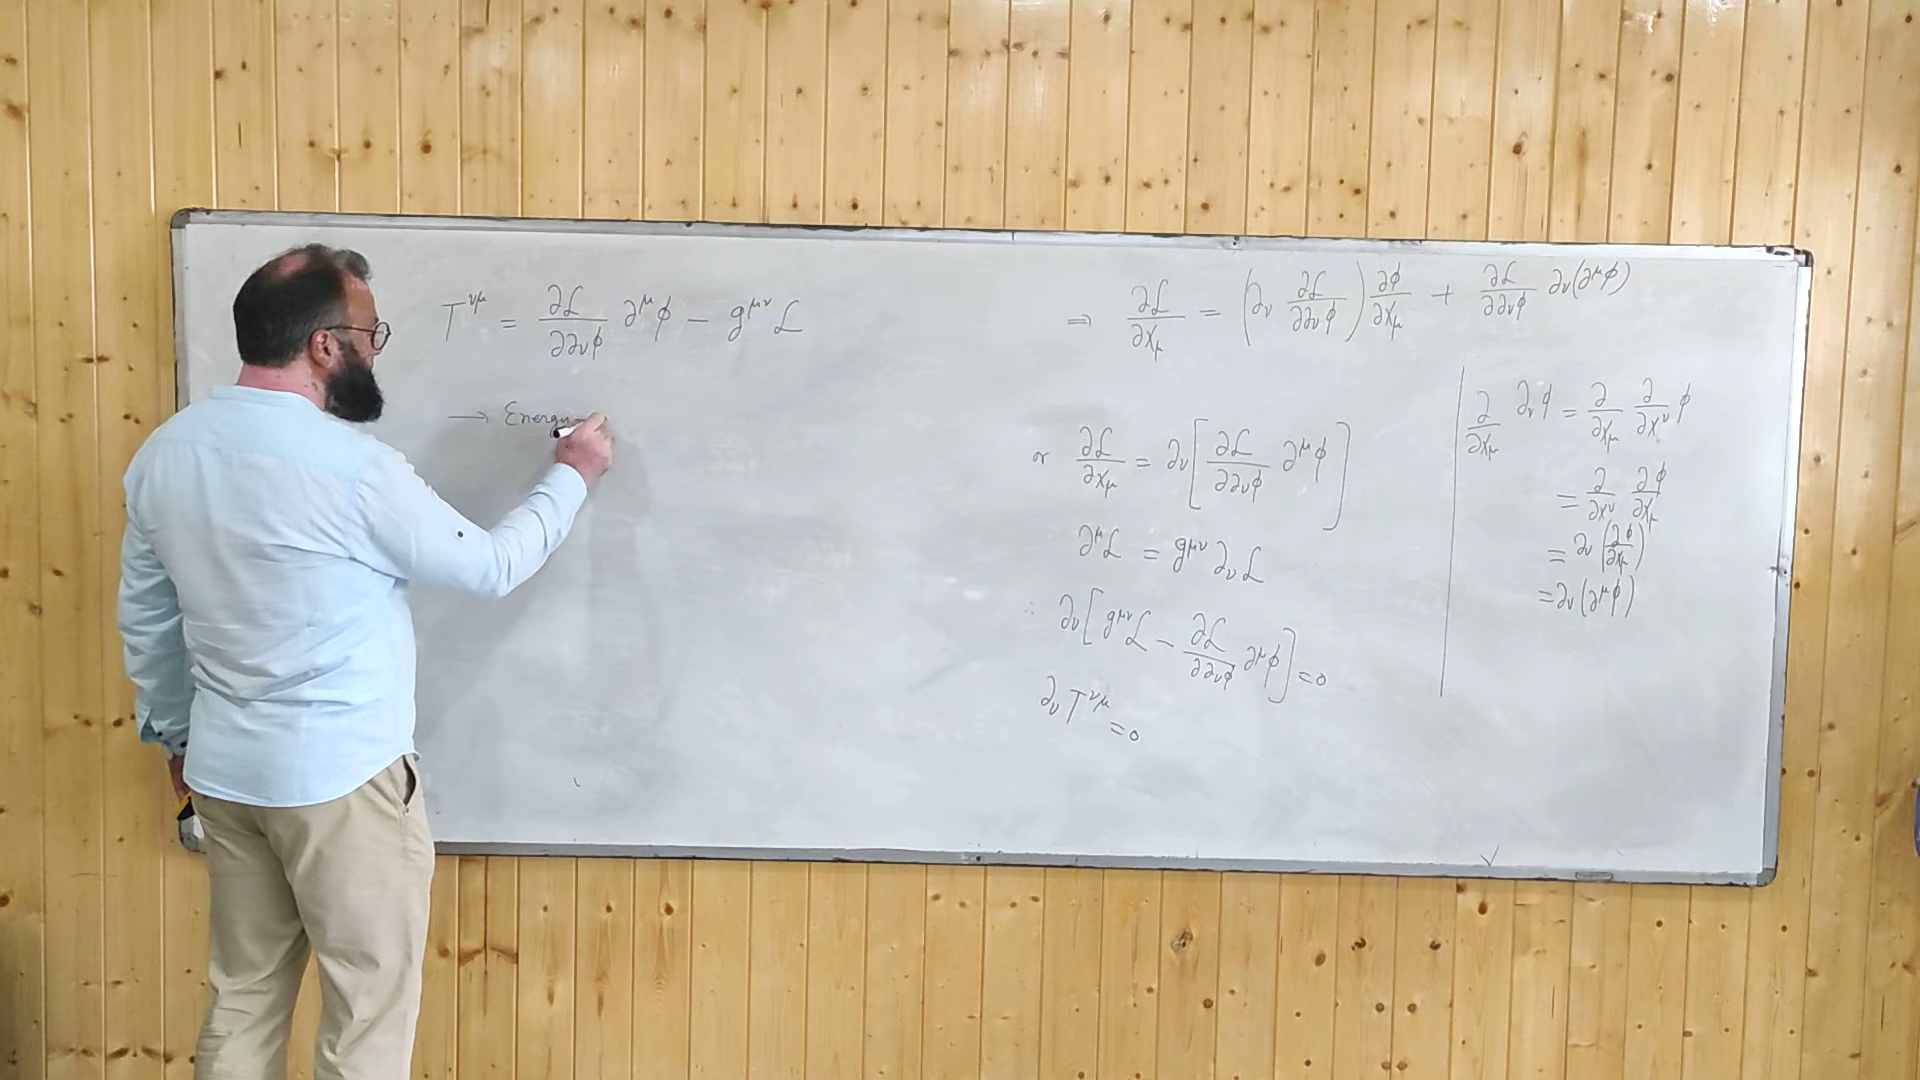 T^{νμ} = ∂ℒ/∂∂_νϕ ∂^μϕ − g^{μν} ℒ
→ Energy-
⇒ ∂ℒ/∂x_μ = (∂_ν ∂ℒ/∂∂_νϕ) ∂ϕ/∂x_μ + ∂ℒ/∂∂_νϕ ∂_ν(∂^μϕ)
or ∂ℒ/∂x_μ = ∂_ν[∂ℒ/∂∂_νϕ ∂^μϕ]
∂^μℒ = g^{μν} ∂_νℒ
∴ ∂_ν[g^{μν}ℒ − ∂ℒ/∂∂_νϕ ∂^μϕ] = 0
∂_ν T^{νμ} = 0
∂/∂x_μ ∂_νϕ = ∂/∂x_μ ∂/∂x^ν ϕ
= ∂/∂x^ν ∂ϕ/∂x_μ
= ∂_ν(∂ϕ/∂x_μ)
= ∂_ν(∂^μϕ)